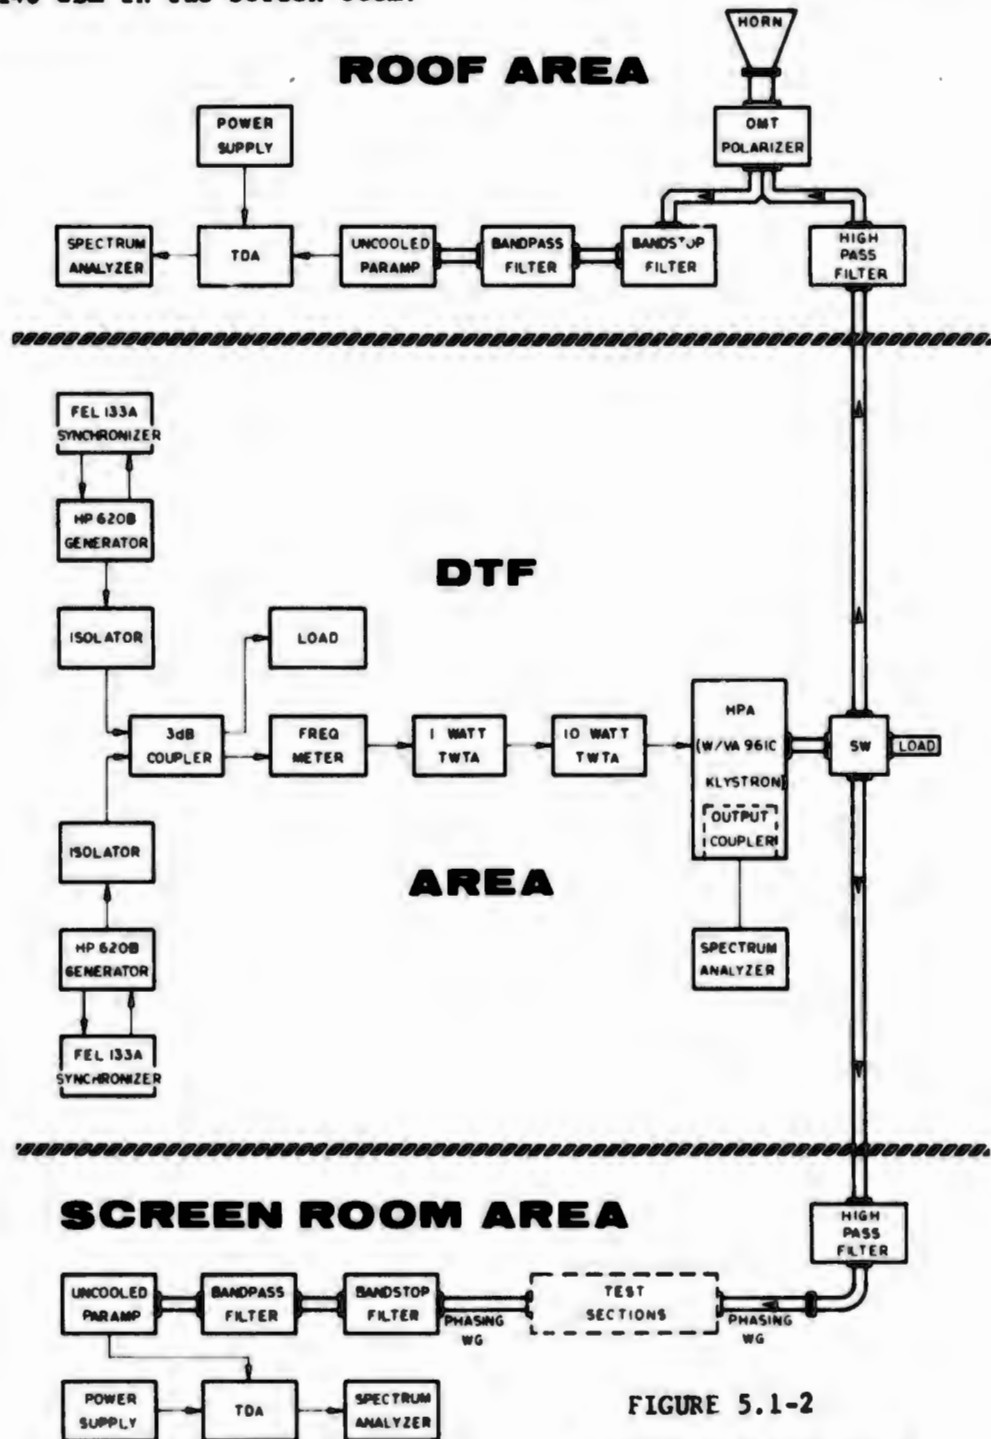 HORN
ROOF AREA
POWER
SUPPLY
OMT
POLARIZER
SPECTRUM
ANALYZER
TDA
UNCOOLED
PARAMP
BANDPASS
FILTER
BANDSTOP
FILTER
HIGH
PASS
FILTER
FEL 133A
SYNCHRONIZER
HP 620B
GENERATOR
DTF
ISOLATOR
LOAD
3dB
COUPLER
FREQ
METER
1 WATT
TWTA
10 WATT
TWTA
HPA
(W/VA 961C
KLYSTRON)
OUTPUT
COUPLER
SW
LOAD
ISOLATOR
AREA
HP 620B
GENERATOR
SPECTRUM
ANALYZER
FEL 133A
SYNCHRONIZER
SCREEN ROOM AREA
HIGH
PASS
FILTER
UNCOOLED
PARAMP
BANDPASS
FILTER
BANDSTOP
FILTER
PHASING
WG
TEST
SECTIONS
PHASING
WG
POWER
SUPPLY
TDA
SPECTRUM
ANALYZER
FIGURE 5.1-2